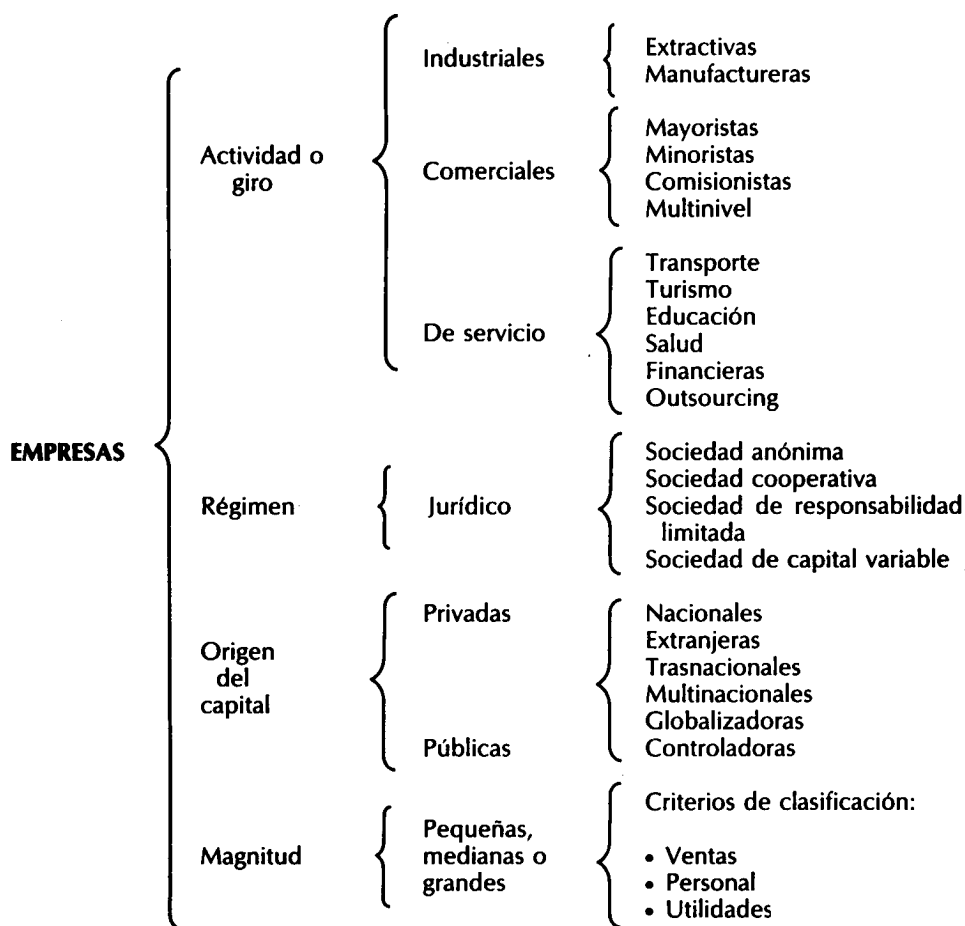 EMPRESAS
Actividad o
giro
Industriales
Extractivas
Manufactureras
Comerciales
Mayoristas
Minoristas
Comisionistas
Multinivel
De servicio
Transporte
Turismo
Educación
Salud
Financieras
Outsourcing
Régimen
Jurídico
Sociedad anónima
Sociedad cooperativa
Sociedad de responsabilidad
limitada
Sociedad de capital variable
Origen
del
capital
Privadas
Públicas
Nacionales
Extranjeras
Trasnacionales
Multinacionales
Globalizadoras
Controladoras
Magnitud
Pequeñas,
medianas o
grandes
Criterios de clasificación:
• Ventas
• Personal
• Utilidades